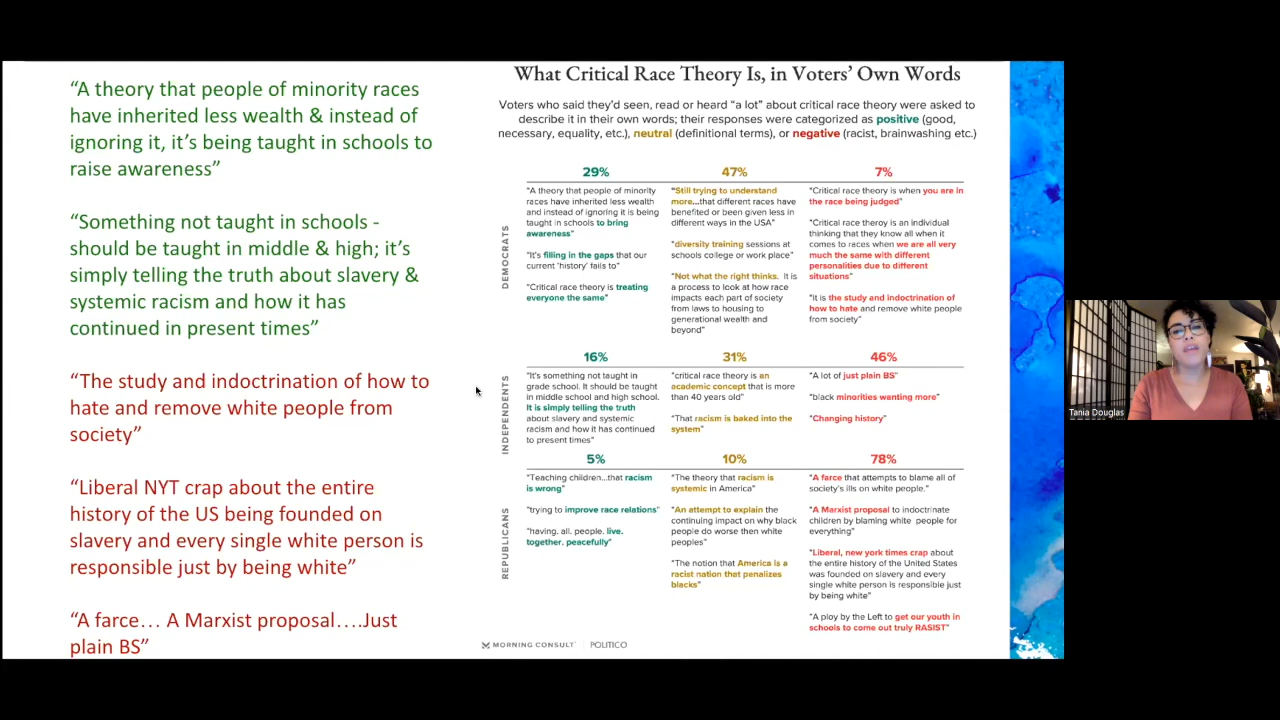 “A theory that people of minority races
have inherited less wealth & instead of
ignoring it, it’s being taught in schools to
raise awareness”
“Something not taught in schools -
should be taught in middle & high; it’s
simply telling the truth about slavery &
systemic racism and how it has
continued in present times”
“The study and indoctrination of how to
hate and remove white people from
society”
“Liberal NYT crap about the entire
history of the US being founded on
slavery and every single white person is
responsible just by being white”
“A farce… A Marxist proposal….Just
plain BS”
What Critical Race Theory Is, in Voters’ Own Words
Voters who said they’d seen, read or heard “a lot” about critical race theory were asked to
describe it in their own words; their responses were categorized as positive (good,
necessary, equality, etc.), neutral (definitional terms), or negative (racist, brainwashing etc.)
DEMOCRATS
29%
“A theory that people of minority
races have inherited less wealth
and instead of ignoring it is being
taught in schools to bring
awareness”
“It’s filling in the gaps that our
current ‘history’ fails to”
“Critical race theory is treating
everyone the same”
47%
“Still trying to understand
more...that different races have
benefited or been given less in
different ways in the USA”
“diversity training sessions at
schools college or work place”
“Not what the right thinks. It is
a process to look at how race
impacts each part of society
from laws to housing to
generational wealth and
beyond”
7%
“Critical race theory is when you are in
the race being judged”
“Critical race theroy is an individual
thinking that they know all when it
comes to races when we are all very
much the same with different
personalities due to different
situations”
“It is the study and indoctrination of
how to hate and remove white people
from society”
INDEPENDENTS
16%
“It’s something not taught in
grade school. It should be taught
in middle school and high school.
It is simply telling the truth
about slavery and systemic
racism and how it has continued
to present times”
31%
“critical race theory is an
academic concept that is more
than 40 years old”
“That racism is baked into the
system”
46%
“A lot of just plain BS”
“black minorities wanting more”
“Changing history”
REPUBLICANS
5%
“Teaching children...that racism
is wrong”
“trying to improve race relations”
“having. all. people. live.
together. peacefully”
10%
“The theory that racism is
systemic in America”
“An attempt to explain the
continuing impact on why black
people do worse then white
peoples”
“The notion that America is a
racist nation that penalizes
blacks”
78%
“A farce that attempts to blame all of
society’s ills on white people.”
“A Marxist proposal to indoctrinate
children by blaming white people for
everything”
“Liberal, new york times crap about
the entire history of the United States
was founded on slavery and every
single white person is responsible just
by being white”
“A ploy by the Left to get our youth in
schools to come out truly RASIST”
MORNING CONSULT POLITICO
Tania Douglas